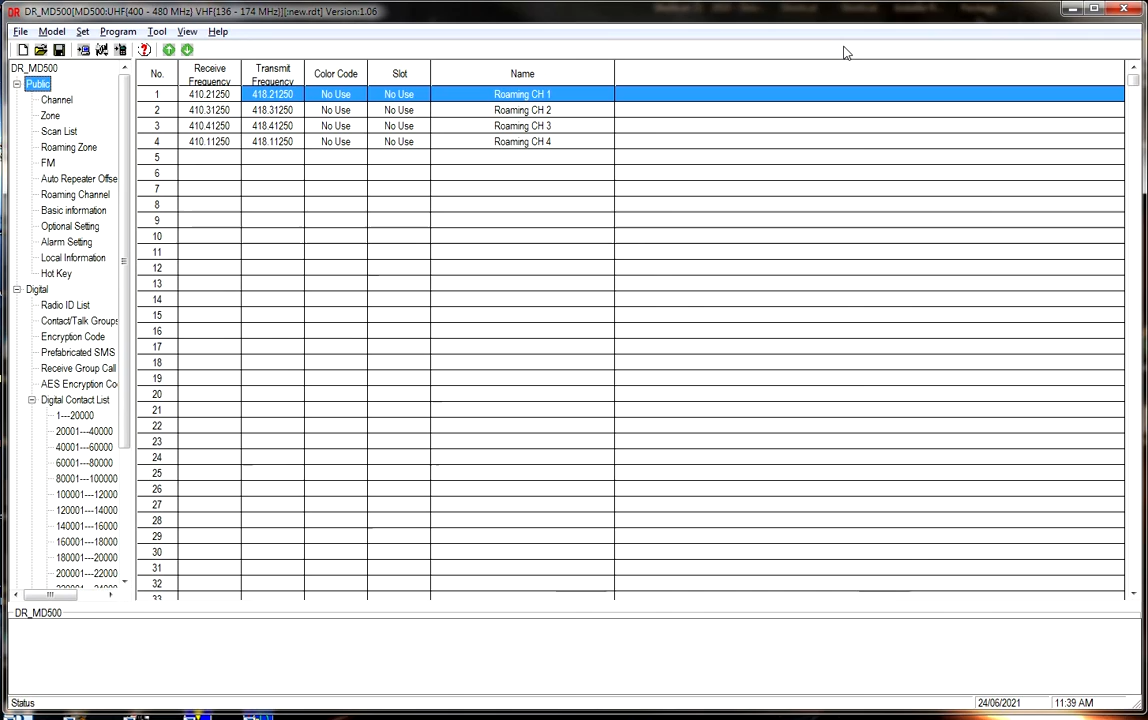 DR_MD500[MD500:UHF(400 - 480 MHz) VHF(136 - 174 MHz)][:new.rdt] Version:1.06
File Model Set Program Tool View Help
DR_MD500
Public
Channel
Zone
Scan List
Roaming Zone
FM
Auto Repeater Offse
Roaming Channel
Basic information
Optional Setting
Alarm Setting
Local Information
Hot Key
Digital
Radio ID List
Contact/Talk Groups
Encryption Code
Prefabricated SMS
Receive Group Call
AES Encryption Co
Digital Contact List
1---20000
20001---40000
40001---60000
60001---80000
80001---100000
100001---12000
120001---14000
140001---16000
160001---18000
180001---20000
200001---22000
No. Receive Frequency Transmit Frequency Color Code Slot Name
1 410.21250 418.21250 No Use No Use Roaming CH 1
2 410.31250 418.31250 No Use No Use Roaming CH 2
3 410.41250 418.41250 No Use No Use Roaming CH 3
4 410.11250 418.11250 No Use No Use Roaming CH 4
5
6
7
8
9
10
11
12
13
14
15
16
17
18
19
20
21
22
23
24
25
26
27
28
29
30
31
32
33
DR_MD500
Status 24/06/2021 11:39 AM